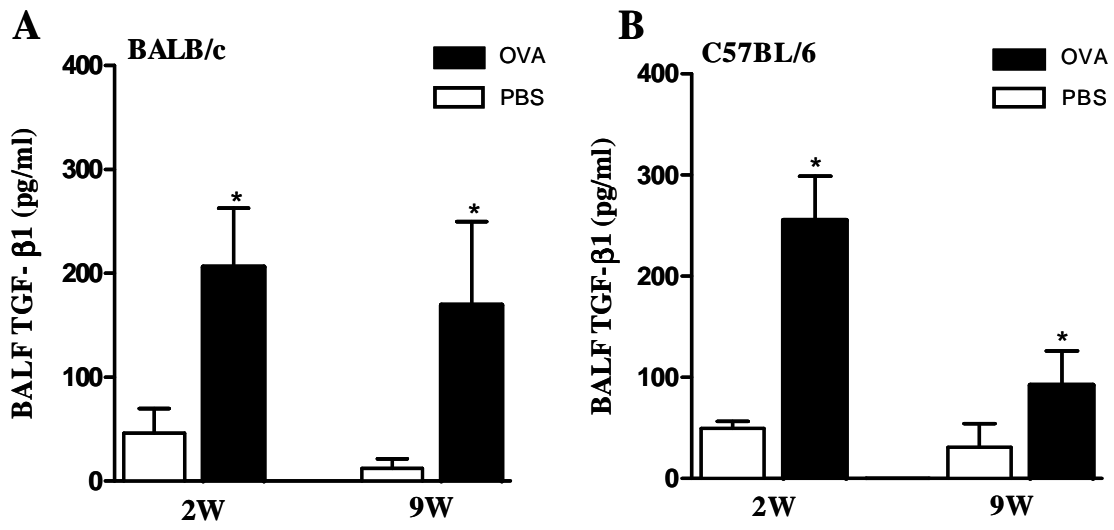 A
BALB/c
OVA
PBS
BALF TGF- β1 (pg/ml)
400
300
200
100
0
*
*
2W
9W
B
C57BL/6
OVA
PBS
BALF TGF-β1 (pg/ml)
400
300
200
100
0
*
*
2W
9W